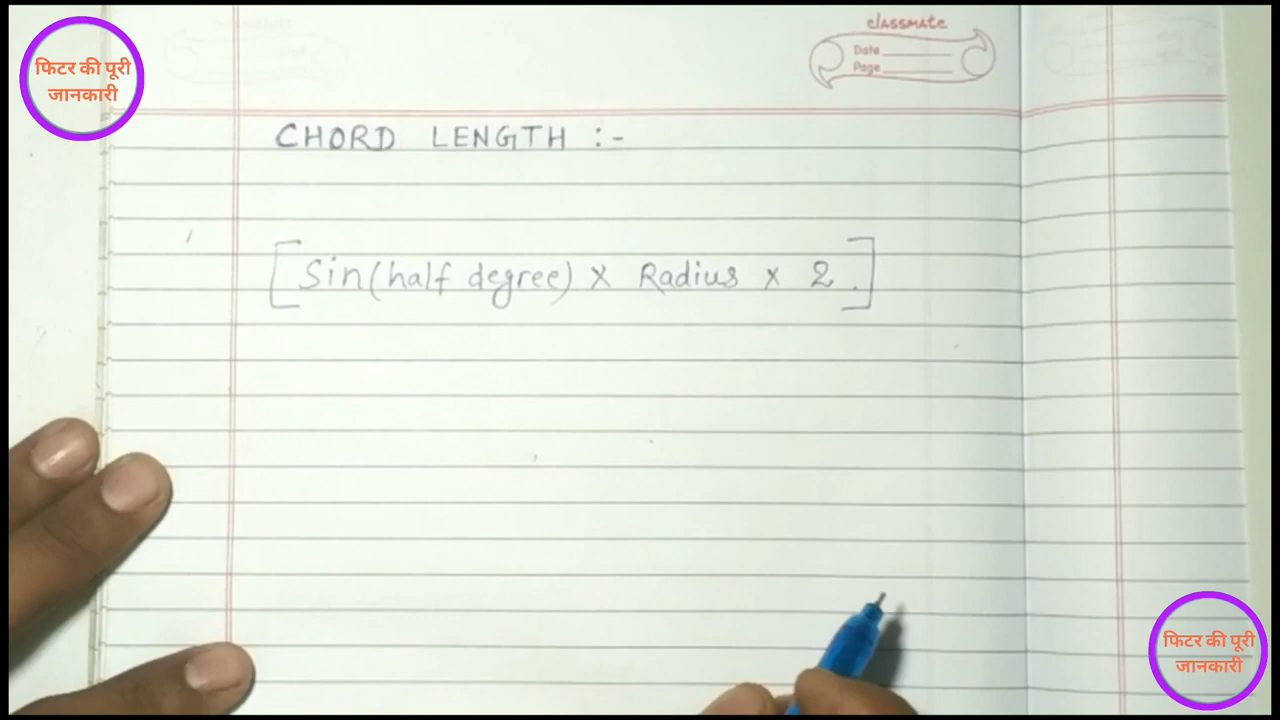 फिटर की पूरी
जानकारी
classmate
Date
Page
CHORD LENGTH :-
[Sin(half degree) x Radius x 2.]
फिटर की पूरी
जानकारी